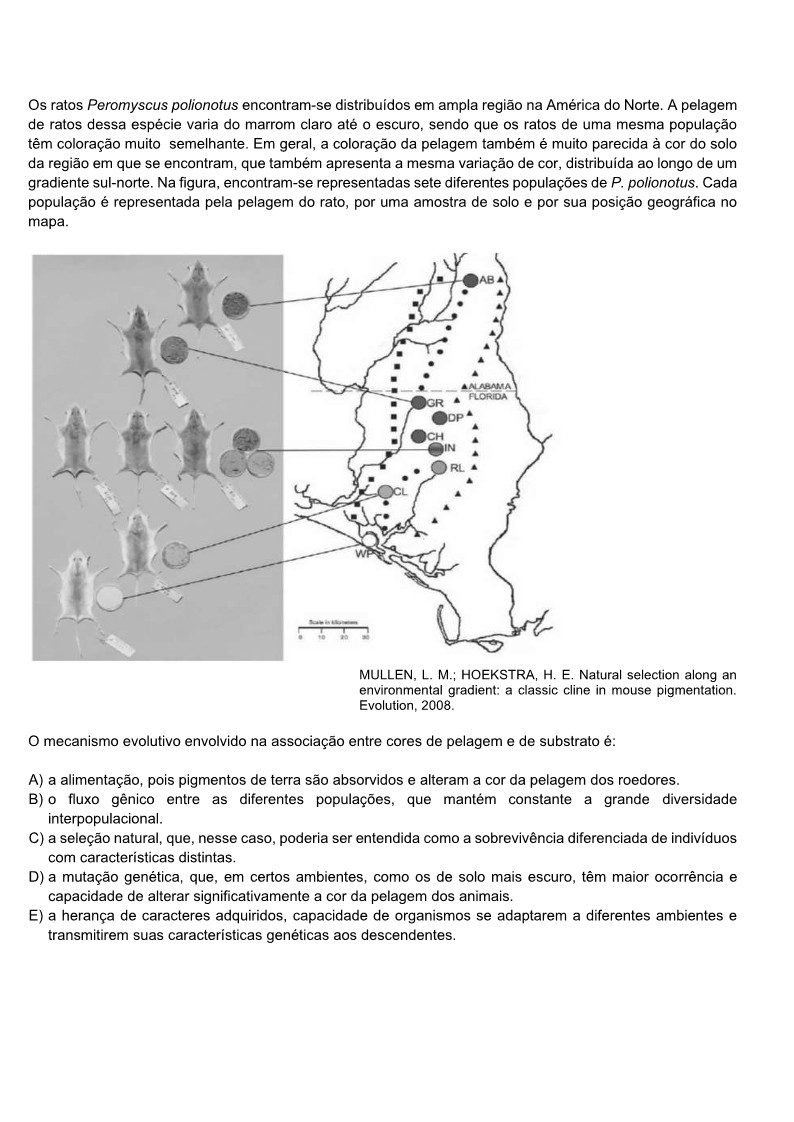 Os ratos Peromyscus polionotus encontram-se distribuídos em ampla região na América do Norte. A pelagem
de ratos dessa espécie varia do marrom claro até o escuro, sendo que os ratos de uma mesma população
têm coloração muito semelhante. Em geral, a coloração da pelagem também é muito parecida à cor do solo
da região em que se encontram, que também apresenta a mesma variação de cor, distribuída ao longo de um
gradiente sul-norte. Na figura, encontram-se representadas sete diferentes populações de P. polionotus. Cada
população é representada pela pelagem do rato, por uma amostra de solo e por sua posição geográfica no
mapa.
AB
ALABAMA
FLORIDA
GR
DP
CH
IN
RL
CL
WP
Scale in kilometres
0 10 20 30
MULLEN, L. M.; HOEKSTRA, H. E. Natural selection along an
environmental gradient: a classic cline in mouse pigmentation.
Evolution, 2008.
O mecanismo evolutivo envolvido na associação entre cores de pelagem e de substrato é:
A) a alimentação, pois pigmentos de terra são absorvidos e alteram a cor da pelagem dos roedores.
B) o fluxo gênico entre as diferentes populações, que mantém constante a grande diversidade
interpopulacional.
C) a seleção natural, que, nesse caso, poderia ser entendida como a sobrevivência diferenciada de indivíduos
com características distintas.
D) a mutação genética, que, em certos ambientes, como os de solo mais escuro, têm maior ocorrência e
capacidade de alterar significativamente a cor da pelagem dos animais.
E) a herança de caracteres adquiridos, capacidade de organismos se adaptarem a diferentes ambientes e
transmitirem suas características genéticas aos descendentes.